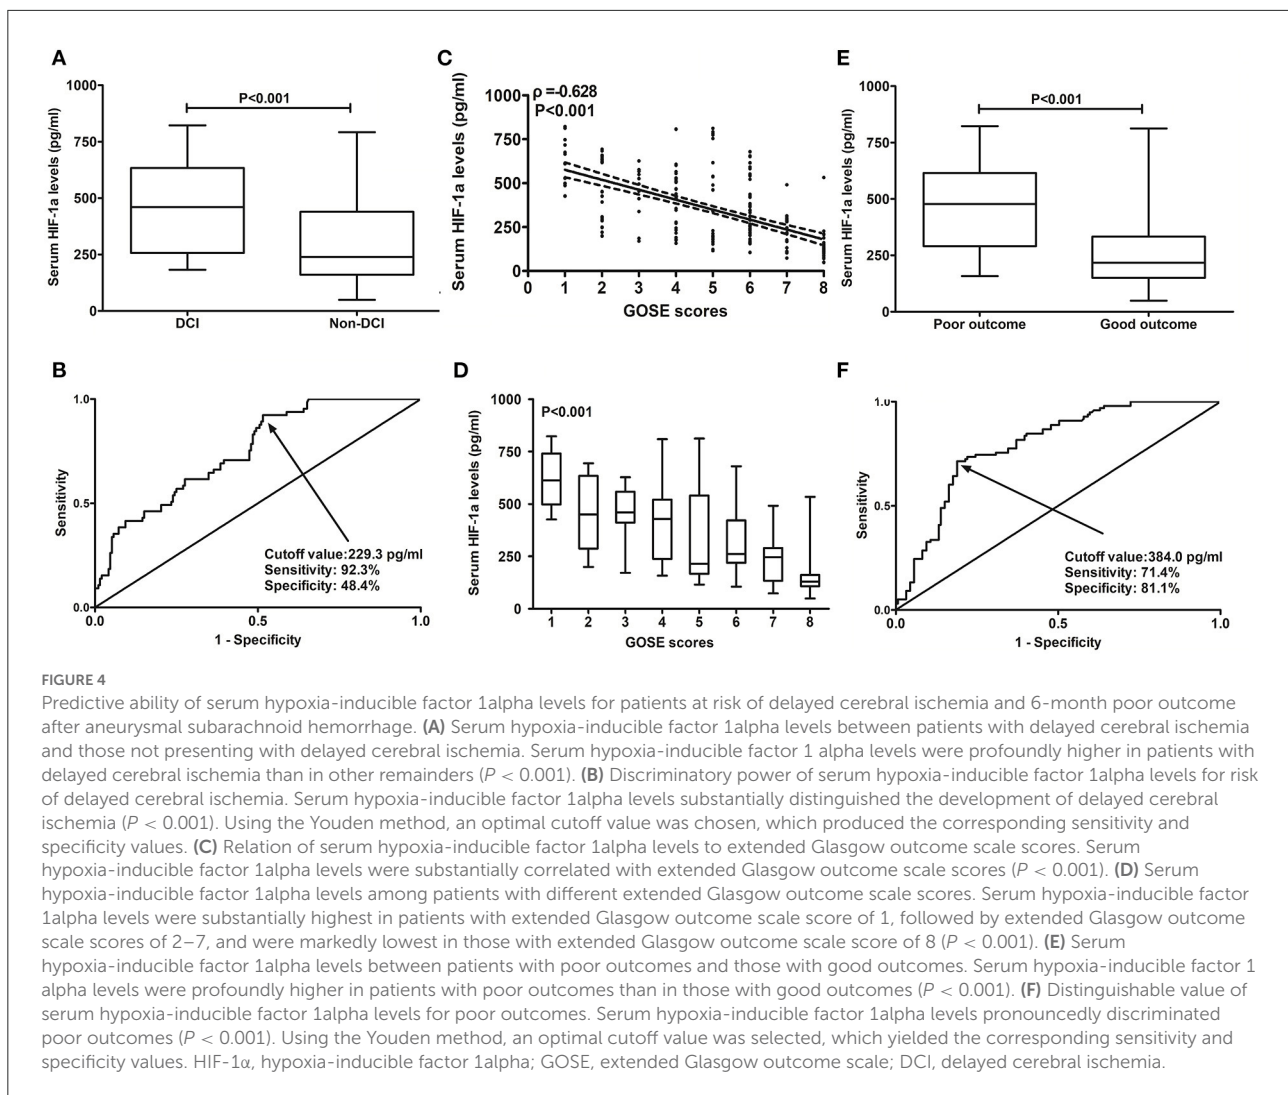 A
1000
750
500
250
0
Serum HIF-1a levels (pg/ml)
P<0.001
DCI
Non-DCI
C
1000
750
500
250
0
Serum HIF-1a levels (pg/ml)
ρ =-0.628
P<0.001
0 1 2 3 4 5 6 7 8
GOSE scores
E
1000
750
500
250
0
Serum HIF-1a levels (pg/ml)
P<0.001
Poor outcome
Good outcome
B
1.0
0.5
0.0
Sensitivity
Cutoff value:229.3 pg/ml
Sensitivity: 92.3%
Specificity: 48.4%
0.0 0.5 1.0
1 - Specificity
D
1000
750
500
250
0
Serum HIF-1a levels (pg/ml)
P<0.001
1 2 3 4 5 6 7 8
GOSE scores
F
1.0
0.5
0.0
Sensitivity
Cutoff value:384.0 pg/ml
Sensitivity: 71.4%
Specificity: 81.1%
0.0 0.5 1.0
1 - Specificity
FIGURE 4
Predictive ability of serum hypoxia-inducible factor 1alpha levels for patients at risk of delayed cerebral ischemia and 6-month poor outcome
after aneurysmal subarachnoid hemorrhage. (A) Serum hypoxia-inducible factor 1alpha levels between patients with delayed cerebral ischemia
and those not presenting with delayed cerebral ischemia. Serum hypoxia-inducible factor 1 alpha levels were profoundly higher in patients with
delayed cerebral ischemia than in other remainders (P < 0.001). (B) Discriminatory power of serum hypoxia-inducible factor 1alpha levels for risk
of delayed cerebral ischemia. Serum hypoxia-inducible factor 1alpha levels substantially distinguished the development of delayed cerebral
ischemia (P < 0.001). Using the Youden method, an optimal cutoff value was chosen, which produced the corresponding sensitivity and
specificity values. (C) Relation of serum hypoxia-inducible factor 1alpha levels to extended Glasgow outcome scale scores. Serum
hypoxia-inducible factor 1alpha levels were substantially correlated with extended Glasgow outcome scale scores (P < 0.001). (D) Serum
hypoxia-inducible factor 1alpha levels among patients with different extended Glasgow outcome scale scores. Serum hypoxia-inducible factor
1alpha levels were substantially highest in patients with extended Glasgow outcome scale score of 1, followed by extended Glasgow outcome
scale scores of 2–7, and were markedly lowest in those with extended Glasgow outcome scale score of 8 (P < 0.001). (E) Serum
hypoxia-inducible factor 1alpha levels between patients with poor outcomes and those with good outcomes. Serum hypoxia-inducible factor 1
alpha levels were profoundly higher in patients with poor outcomes than in those with good outcomes (P < 0.001). (F) Distinguishable value of
serum hypoxia-inducible factor 1alpha levels for poor outcomes. Serum hypoxia-inducible factor 1alpha levels pronouncedly discriminated
poor outcomes (P < 0.001). Using the Youden method, an optimal cutoff value was selected, which yielded the corresponding sensitivity and
specificity values. HIF-1α, hypoxia-inducible factor 1alpha; GOSE, extended Glasgow outcome scale; DCI, delayed cerebral ischemia.